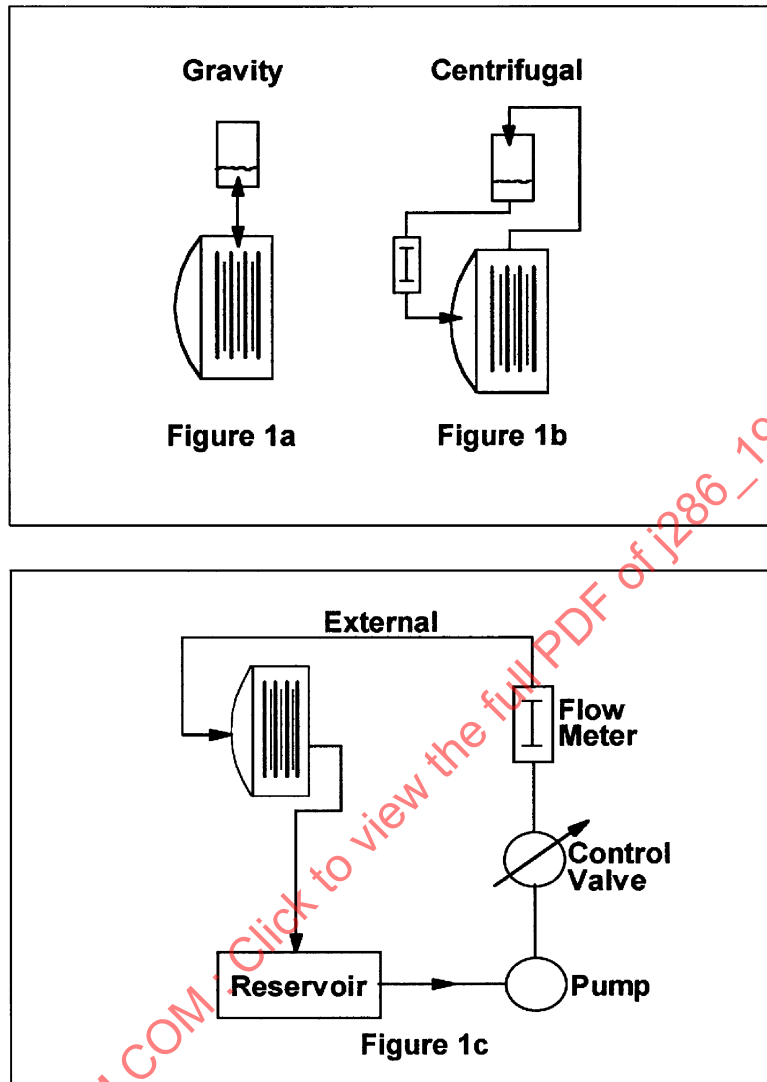 Gravity
Centrifugal
Figure 1a
Figure 1b
External
Flow
Meter
Control
Valve
Reservoir
Pump
Figure 1c
COM : Click to view the full PDF of j286_19